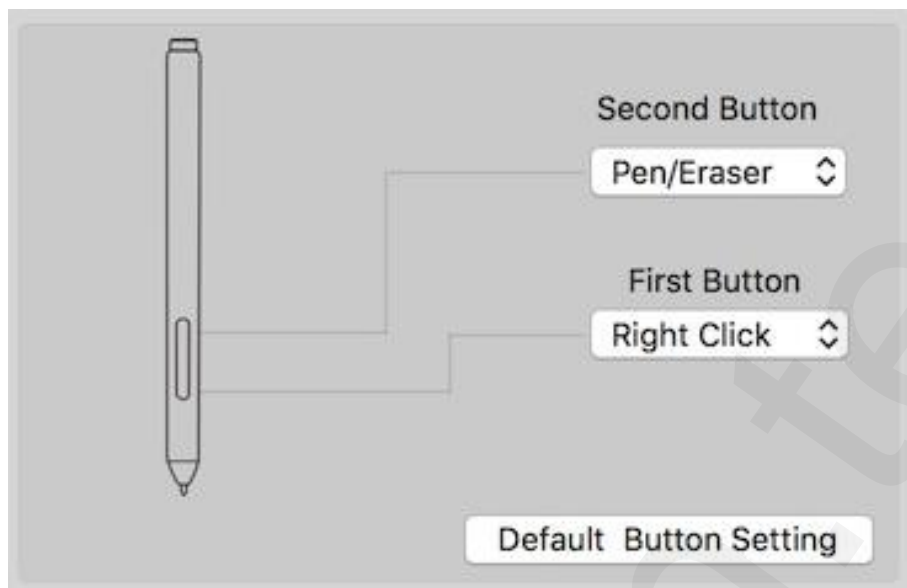 Second Button
Pen/Eraser
First Button
Right Click
Default Button Setting